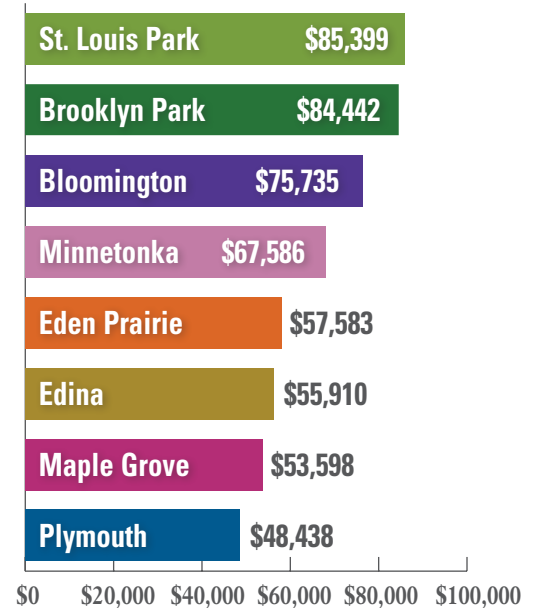 St. Louis Park $85,399
Brooklyn Park $84,442
Bloomington $75,735
Minnetonka $67,586
Eden Prairie $57,583
Edina $55,910
Maple Grove $53,598
Plymouth $48,438
$0 $20,000 $40,000 $60,000 $80,000 $100,000